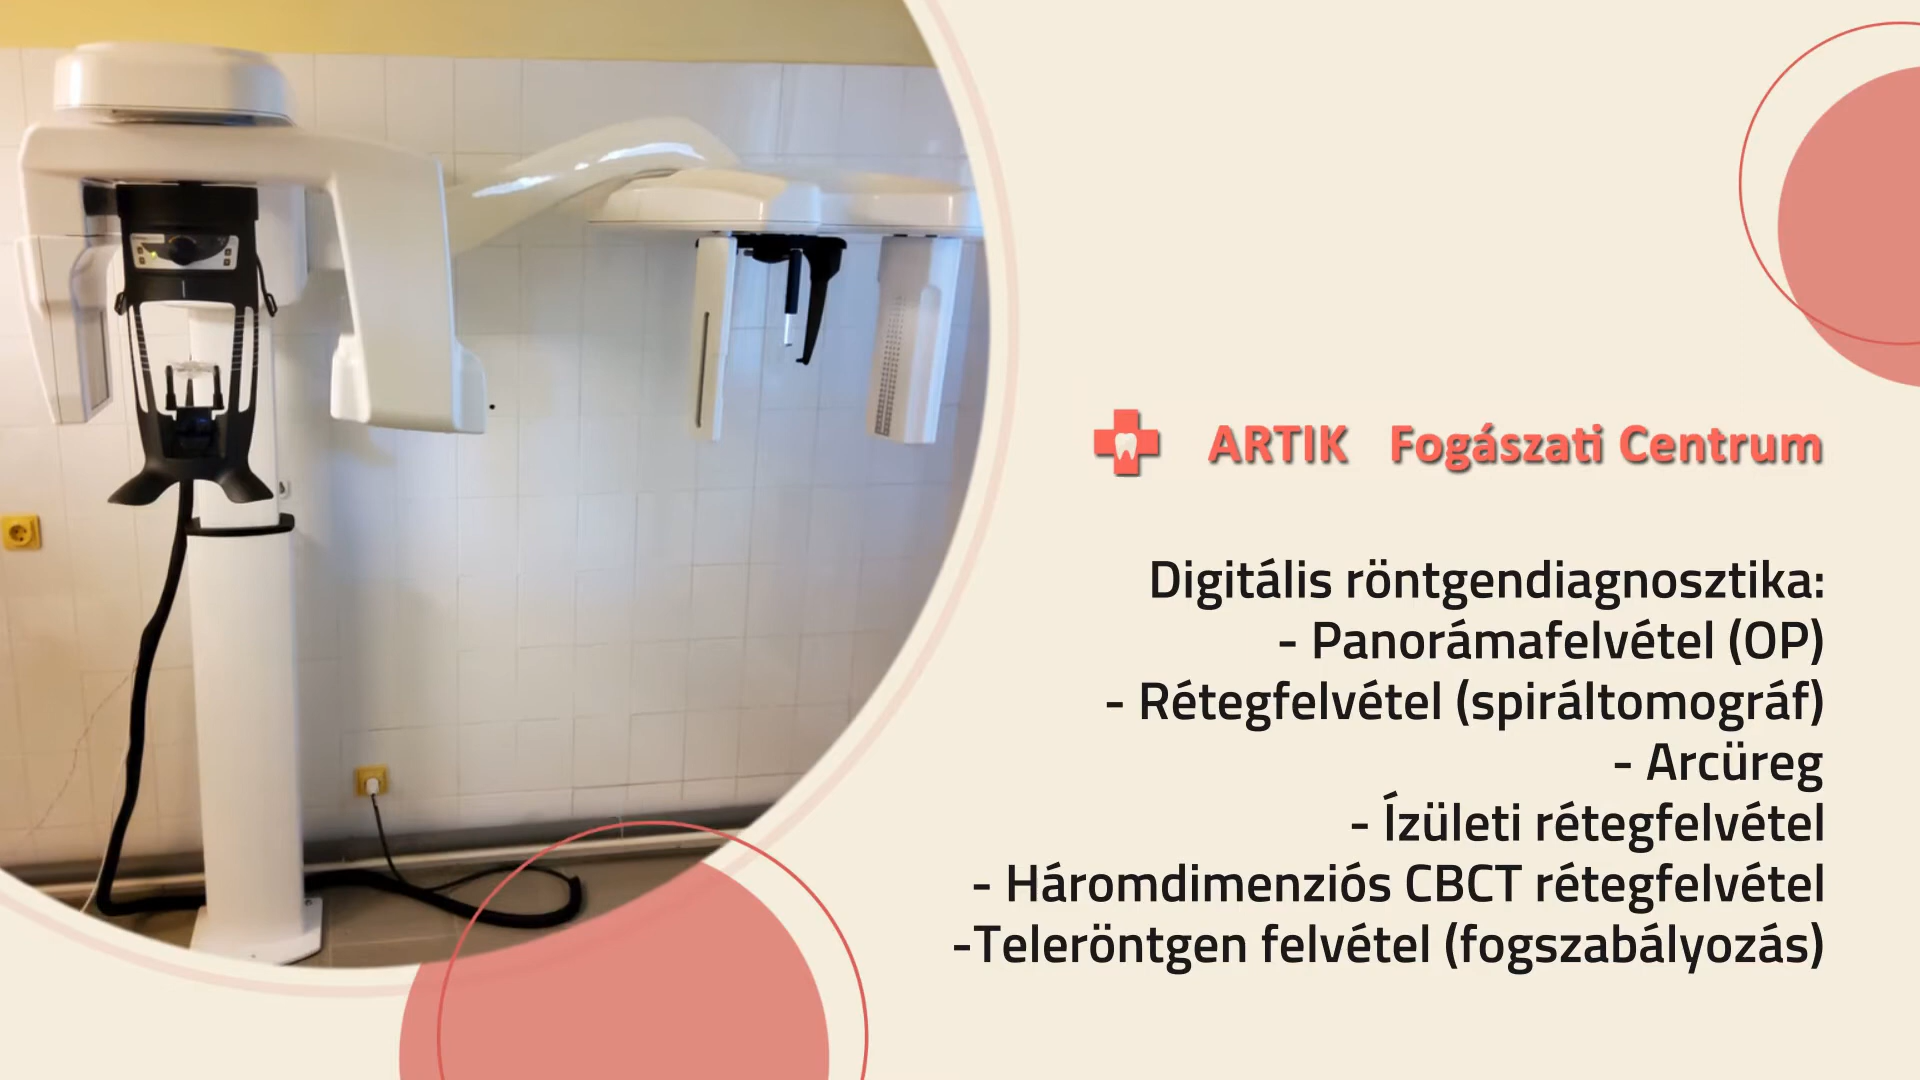 ARTIK Fogászati Centrum
Digitális röntgendiagnosztika:
- Panorámafelvétel (OP)
- Rétegfelvétel (spiráltomográf)
- Arcüreg
- Ízületi rétegfelvétel
- Háromdimenziós CBCT rétegfelvétel
-Teleröntgen felvétel (fogszabályozás)